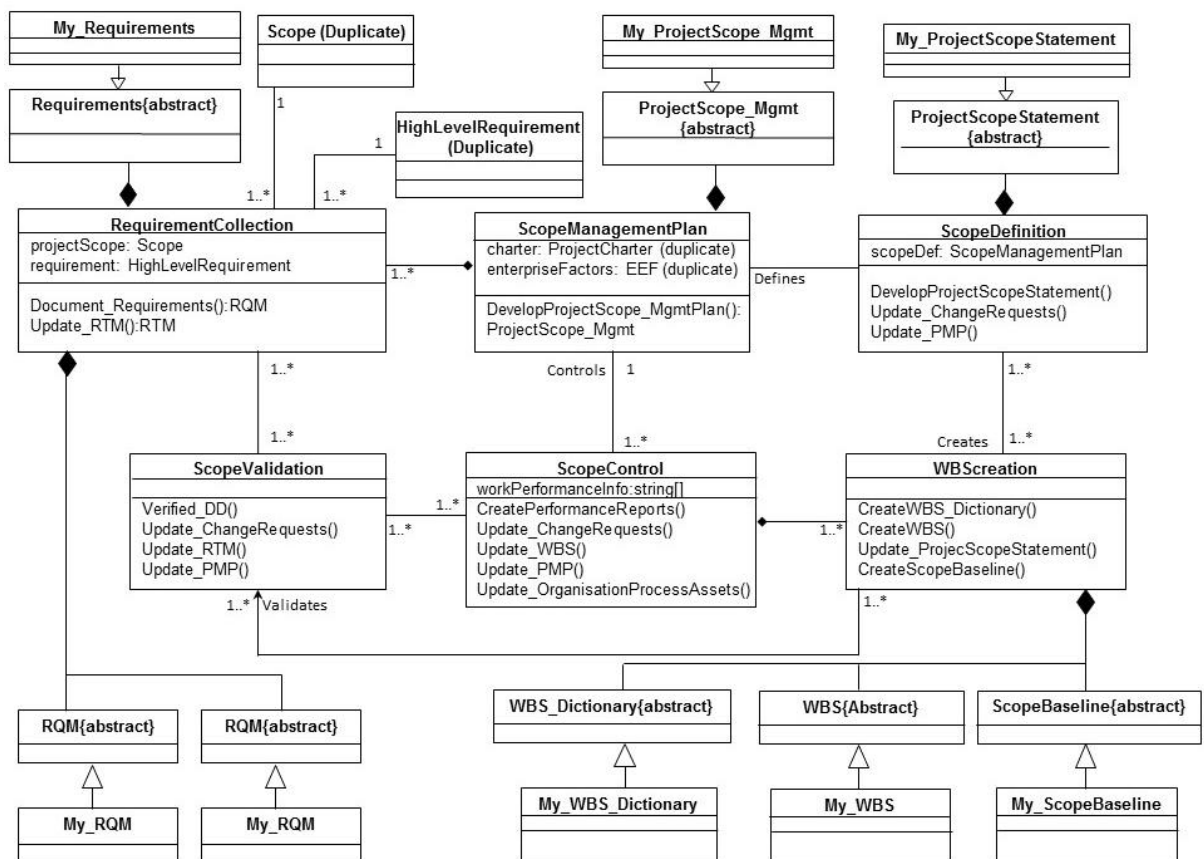 My_Requirements
Scope (Duplicate)
My_ProjectScope_Mgmt
My_ProjectScopeStatement
Requirements{abstract}
1
ProjectScope_Mgmt
{abstract}
ProjectScopeStatement
{abstract}
1
HighLevelRequirement
(Duplicate)
1..*
1..*
RequirementCollection
projectScope: Scope
requirement: HighLevelRequirement
Document_Requirements():RQM
Update_RTM():RTM
1..*
ScopeManagementPlan
charter: ProjectCharter (duplicate)
enterpriseFactors: EEF (duplicate)
DevelopProjectScope_MgmtPlan():
ProjectScope_Mgmt
Defines
ScopeDefinition
scopeDef: ScopeManagementPlan
DevelopProjectScopeStatement()
Update_ChangeRequests()
Update_PMP()
1..*
Controls
1
1..*
1..*
1..*
Creates
1..*
ScopeValidation
Verified_DD()
Update_ChangeRequests()
Update_RTM()
Update_PMP()
1..*
1..*
ScopeControl
workPerformanceInfo:string[]
CreatePerformanceReports()
Update_ChangeRequests()
Update_WBS()
Update_PMP()
Update_OrganisationProcessAssets()
1..*
WBScreation
CreateWBS_Dictionary()
CreateWBS()
Update_ProjecScopeStatement()
CreateScopeBaseline()
1..*
Validates
1..*
RQM{abstract}
RQM{abstract}
WBS_Dictionary{abstract}
WBS{Abstract}
ScopeBaseline{abstract}
My_RQM
My_RQM
My_WBS_Dictionary
My_WBS
My_ScopeBaseline